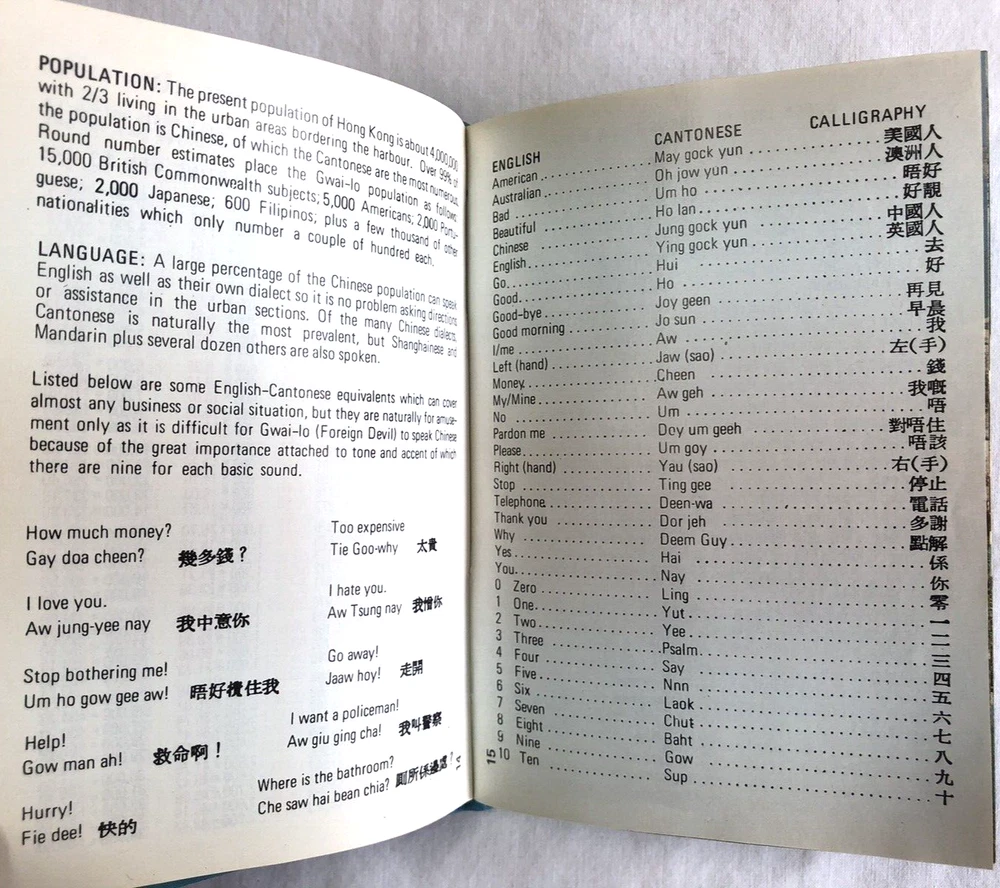 POPULATION: The present population of Hong Kong is about 4,000,000
with 2/3 living in the urban areas bordering the harbour. Over 99% of
the population is Chinese, of which the Cantonese are the most numerous.
Round number estimates place the Gwai-lo population as follows:
15,000 British Commonwealth subjects; 5,000 Americans; 2,000 Portu-
guese; 2,000 Japanese; 600 Filipinos; plus a few thousand of other
nationalities which only number a couple of hundred each.
LANGUAGE: A large percentage of the Chinese population can speak
English as well as their own dialect so it is no problem asking directions
or assistance in the urban sections. Of the many Chinese dialects,
Cantonese is naturally the most prevalent, but Shanghainese and
Mandarin plus several dozen others are also spoken.
Listed below are some English-Cantonese equivalents which can cover
almost any business or social situation, but they are naturally for amuse-
ment only as it is difficult for Gwai-lo (Foreign Devil) to speak Chinese
because of the great importance attached to tone and accent of which
there are nine for each basic sound.
How much money?
Gay doa cheen? 幾多錢?
Too expensive
Tie Goo-why 太貴
I love you.
Aw jung-yee nay 我中意你
I hate you.
Aw Tsung nay 我憎你
Stop bothering me!
Um ho gow gee aw! 唔好攪住我
Go away!
Jaaw hoy! 走開
Help!
Gow man ah! 救命啊!
I want a policeman!
Aw giu ging cha! 我叫警察
Hurry!
Fie dee! 快的
Where is the bathroom?
Che saw hai bean chia? 厠所係邊處?
14
ENGLISH CANTONESE CALLIGRAPHY
American May gock yun 美國人
Australian Oh jow yun 澳洲人
Bad Um ho 唔好
Beautiful Ho lan 好靚
Chinese Jung gock yun 中國人
English Ying gock yun 英國人
Go Hui 去
Good Ho 好
Good-bye Joy geen 再見
Good morning Jo sun 早晨
I/me Aw 我
Left (hand) Jaw (sao) 左(手)
Money Cheen 錢
My/Mine Aw geh 我嘅
No Um 唔
Pardon me Doy um geeh 對唔住
Please Um goy 唔該
Right (hand) Yau (sao) 右(手)
Stop Ting gee 停止
Telephone Deen-wa 電話
Thank you Dor jeh 多謝
Why Deem Guy 點解
Yes Hai 係
You Nay 你
0 Zero Ling 零
1 One Yut 一
2 Two Yee 二
3 Three Psalm 三
4 Four Say 四
5 Five Nnn 五
6 Six Laok 六
7 Seven Chut 七
8 Eight Baht 八
9 Nine Gow 九
10 Ten Sup 十
15